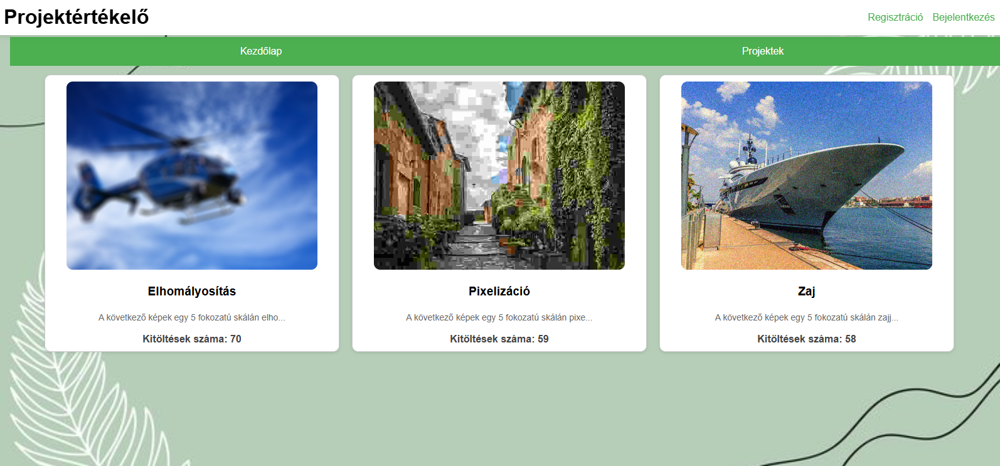 Projektértékelő
Regisztráció Bejelentkezés
Kezdőlap Projektek
Elhomályosítás
A következő képek egy 5 fokozatú skálán elho...
Kitöltések száma: 70
Pixelizáció
A következő képek egy 5 fokozatú skálán pixe...
Kitöltések száma: 59
Zaj
A következő képek egy 5 fokozatú skálán zajj...
Kitöltések száma: 58